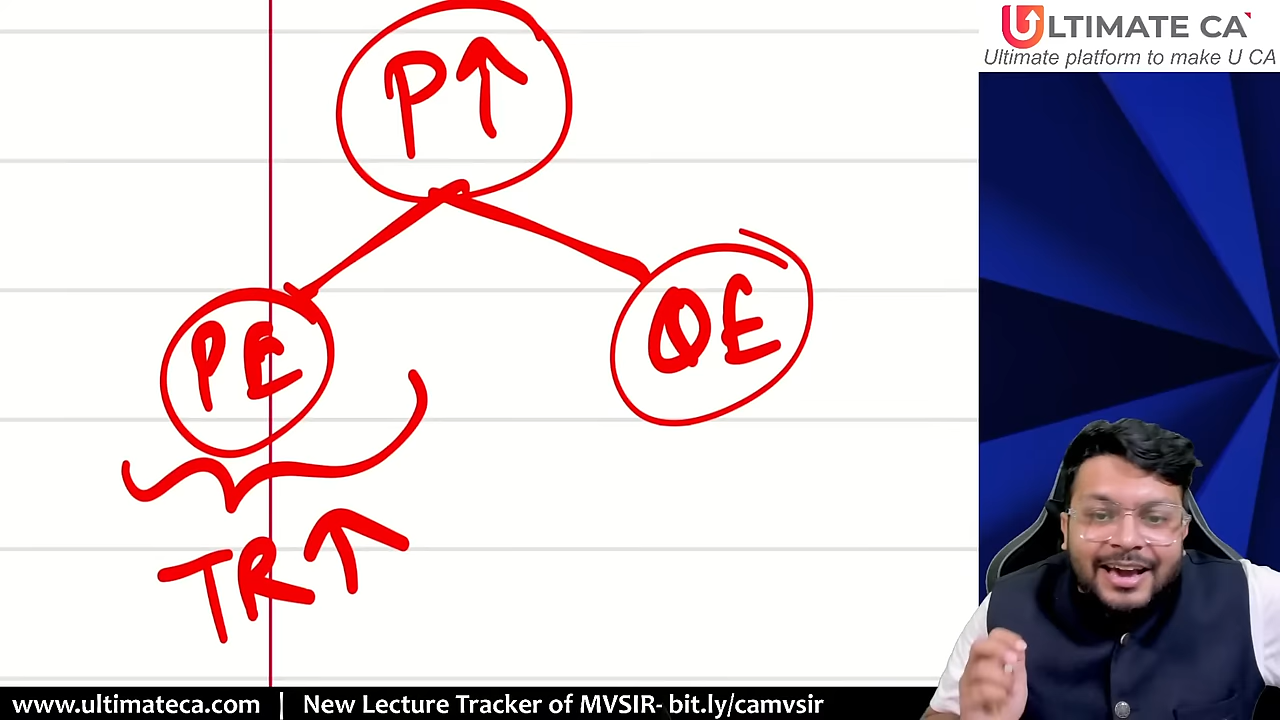 ULTIMATE CA
Ultimate platform to make U CA
P↑
PE
QE
TR↑
www.ultimateca.com | New Lecture Tracker of MVSIR- bit.ly/camvsir